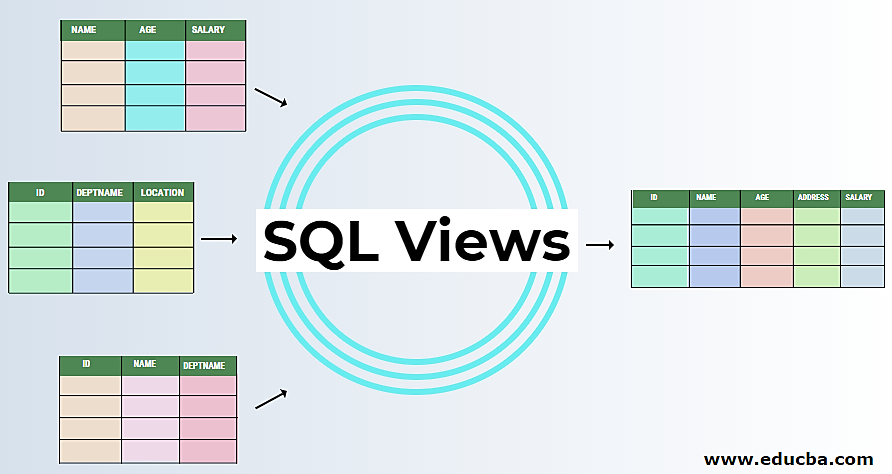 NAME AGE SALARY
ID DEPTNAME LOCATION
SQL Views
ID NAME AGE ADDRESS SALARY
ID NAME DEPTNAME
www.educba.com